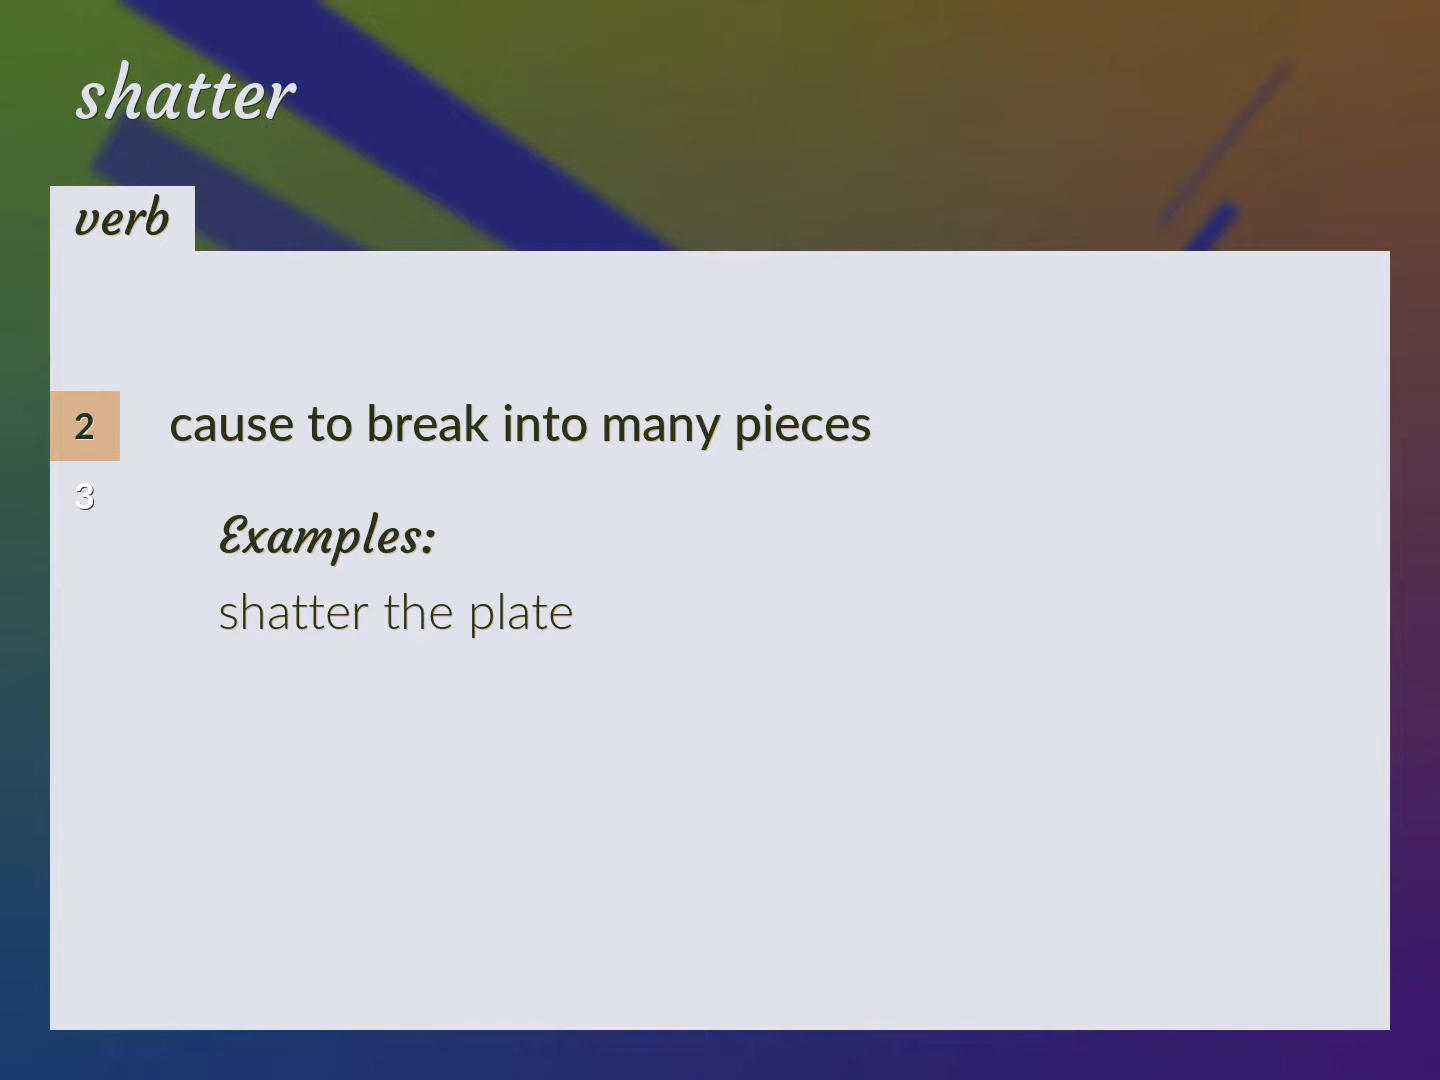 shatter
verb
2 cause to break into many pieces
3
Examples:
shatter the plate